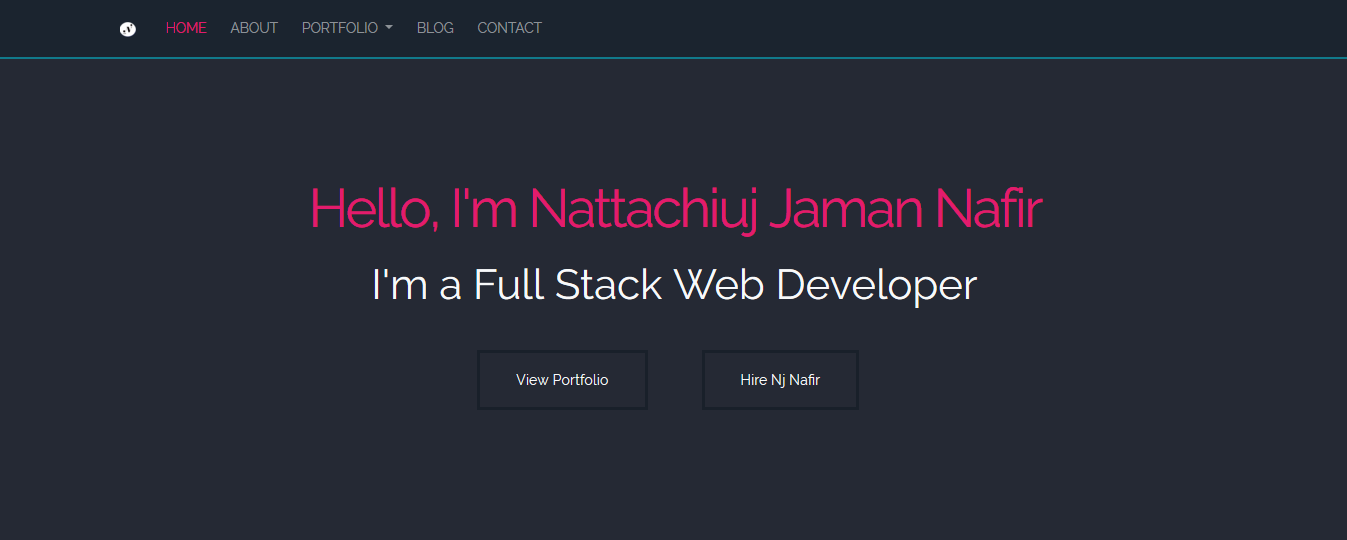 HOME ABOUT PORTFOLIO BLOG CONTACT
Hello, I'm Nattachiuj Jaman Nafir
I'm a Full Stack Web Developer
View Portfolio Hire Nj Nafir